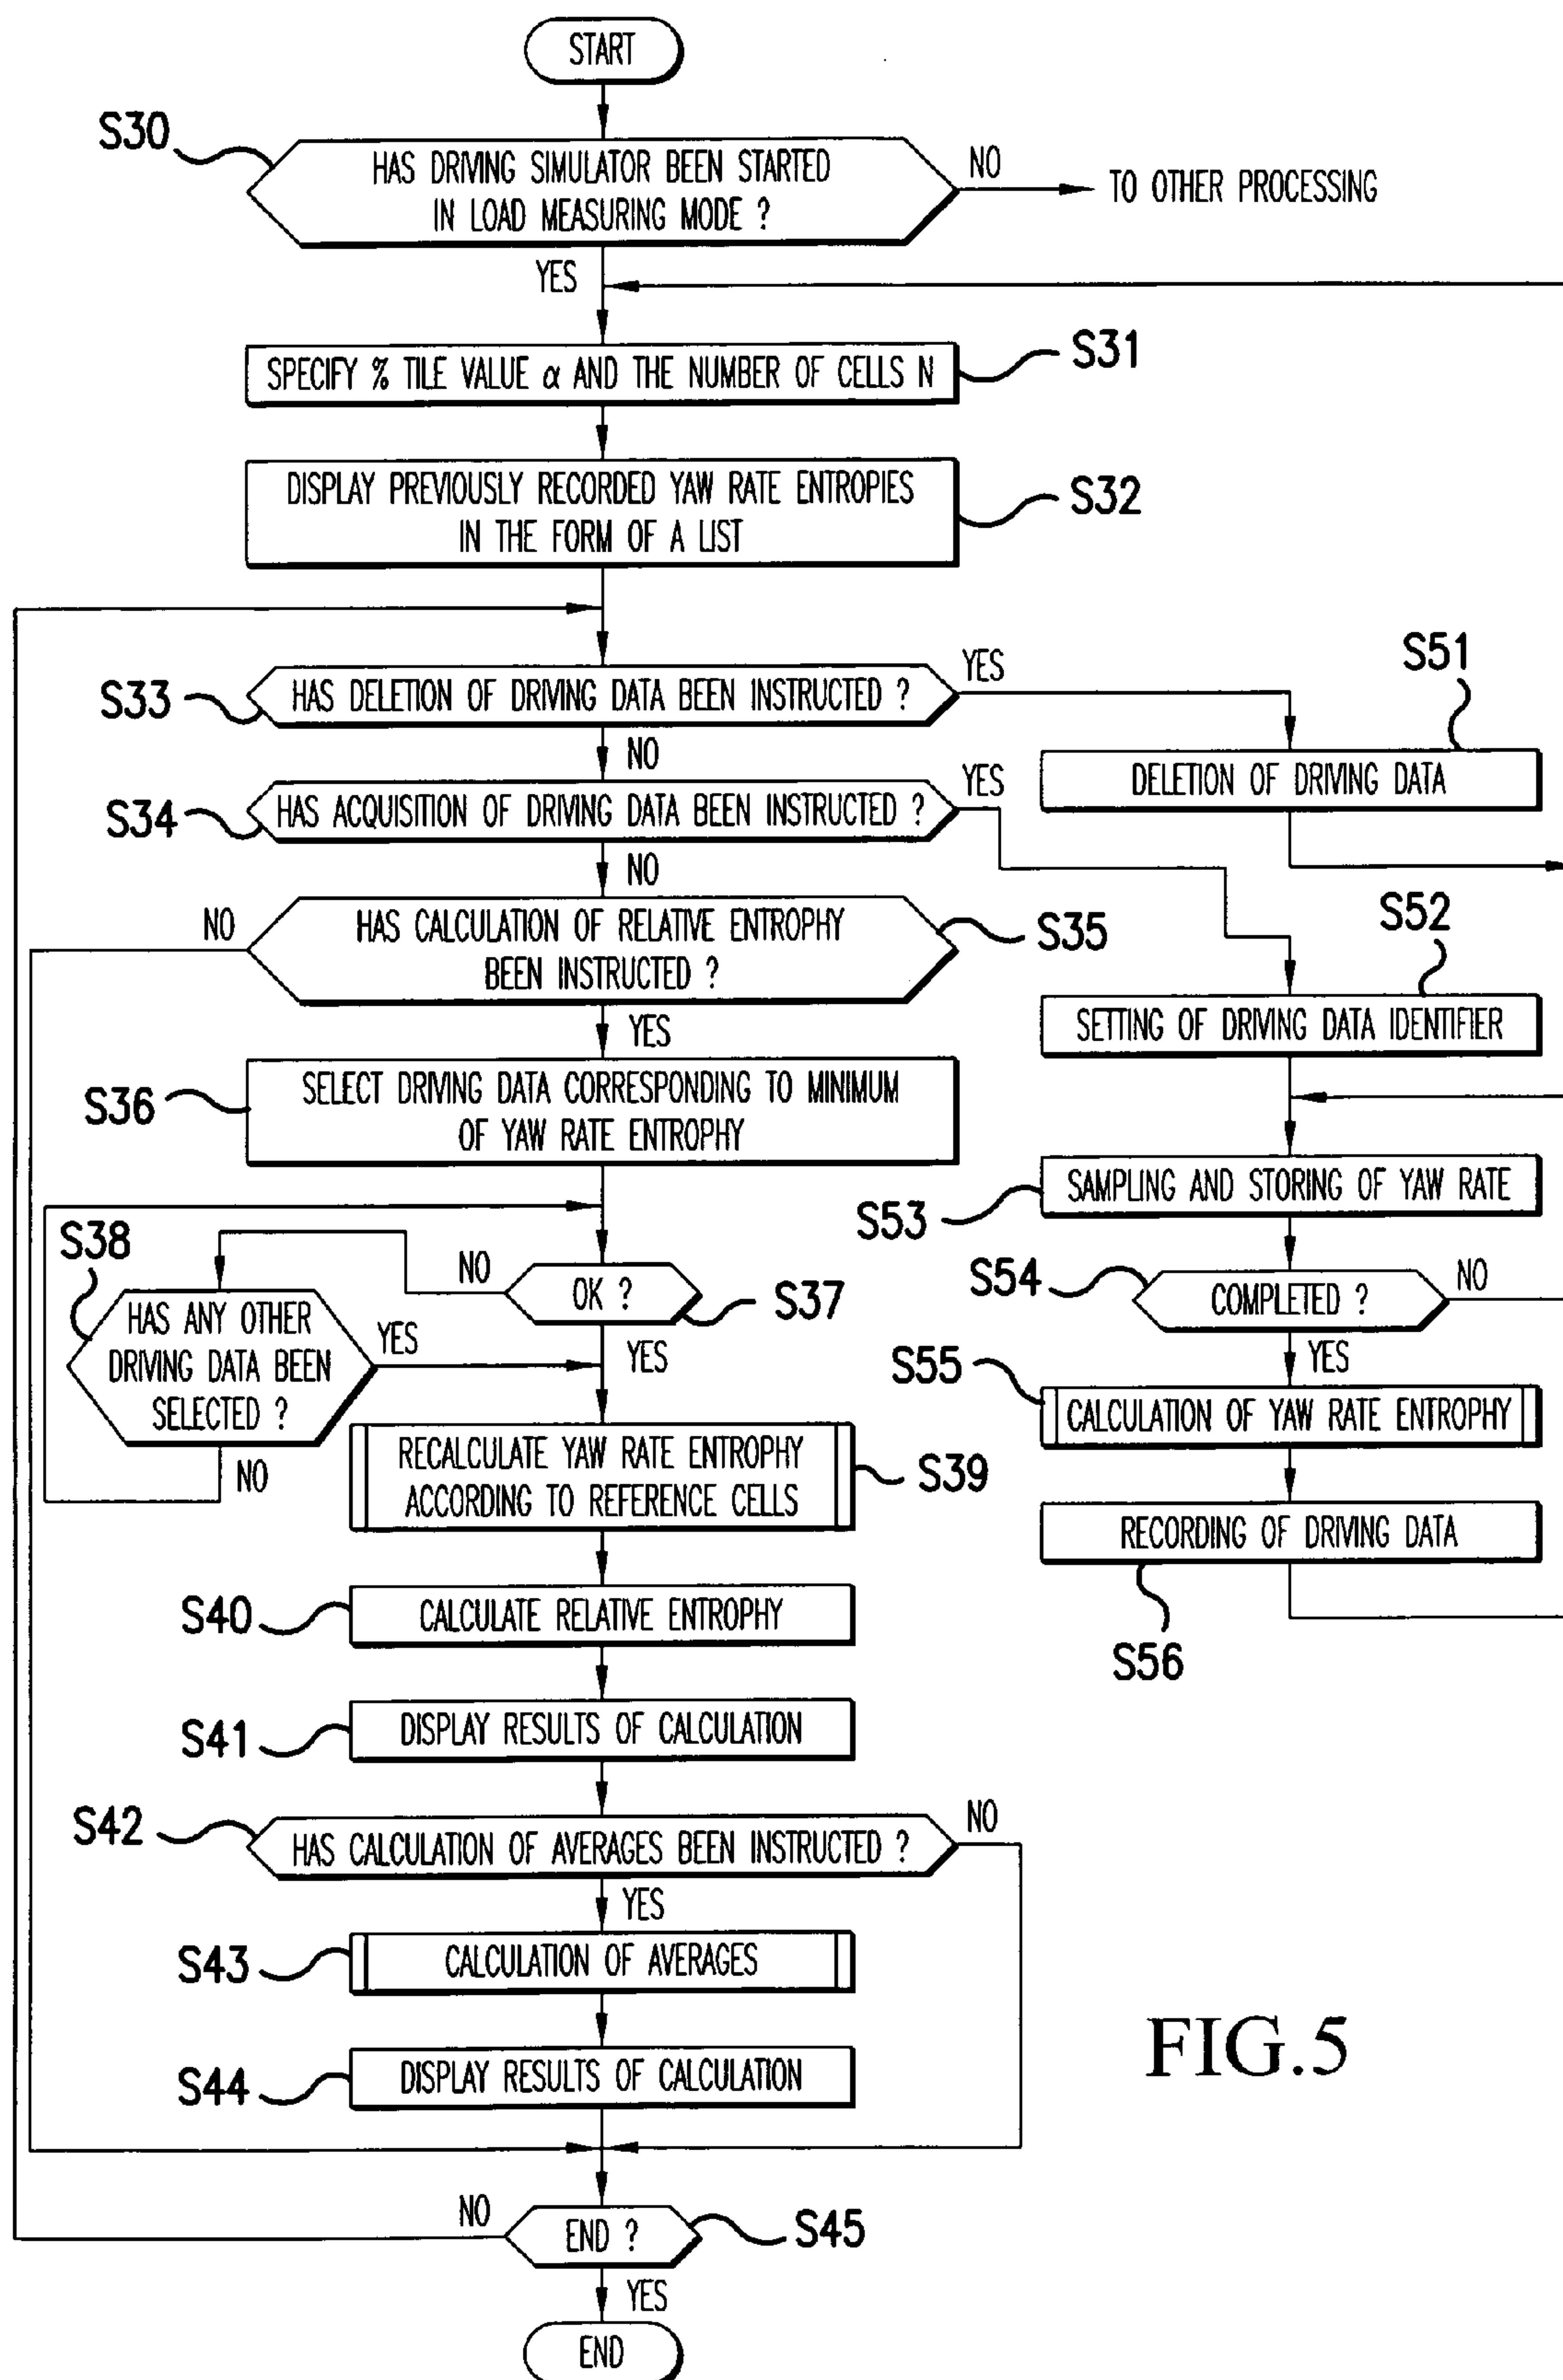 START
S30
HAS DRIVING SIMULATOR BEEN STARTED
IN LOAD MEASURING MODE ?
NO
TO OTHER PROCESSING
YES
SPECIFY % TILE VALUE α AND THE NUMBER OF CELLS N
S31
DISPLAY PREVIOUSLY RECORDED YAW RATE ENTROPIES
IN THE FORM OF A LIST
S32
S33
HAS DELETION OF DRIVING DATA BEEN INSTRUCTED ?
YES
NO
S51
DELETION OF DRIVING DATA
S34
HAS ACQUISITION OF DRIVING DATA BEEN INSTRUCTED ?
YES
NO
NO
HAS CALCULATION OF RELATIVE ENTROPHY
BEEN INSTRUCTED ?
S35
YES
S52
SETTING OF DRIVING DATA IDENTIFIER
S36
SELECT DRIVING DATA CORRESPONDING TO MINIMUM
OF YAW RATE ENTROPHY
S53
SAMPLING AND STORING OF YAW RATE
S38
HAS ANY OTHER
DRIVING DATA BEEN
SELECTED ?
YES
NO
NO
OK ?
S37
YES
S54
COMPLETED ?
NO
YES
S55
CALCULATION OF YAW RATE ENTROPHY
RECALCULATE YAW RATE ENTROPHY
ACCORDING TO REFERENCE CELLS
S39
RECORDING OF DRIVING DATA
S56
S40
CALCULATE RELATIVE ENTROPHY
S41
DISPLAY RESULTS OF CALCULATION
S42
HAS CALCULATION OF AVERAGES BEEN INSTRUCTED ?
NO
YES
S43
CALCULATION OF AVERAGES
S44
DISPLAY RESULTS OF CALCULATION
FIG.5
NO
END ?
S45
YES
END